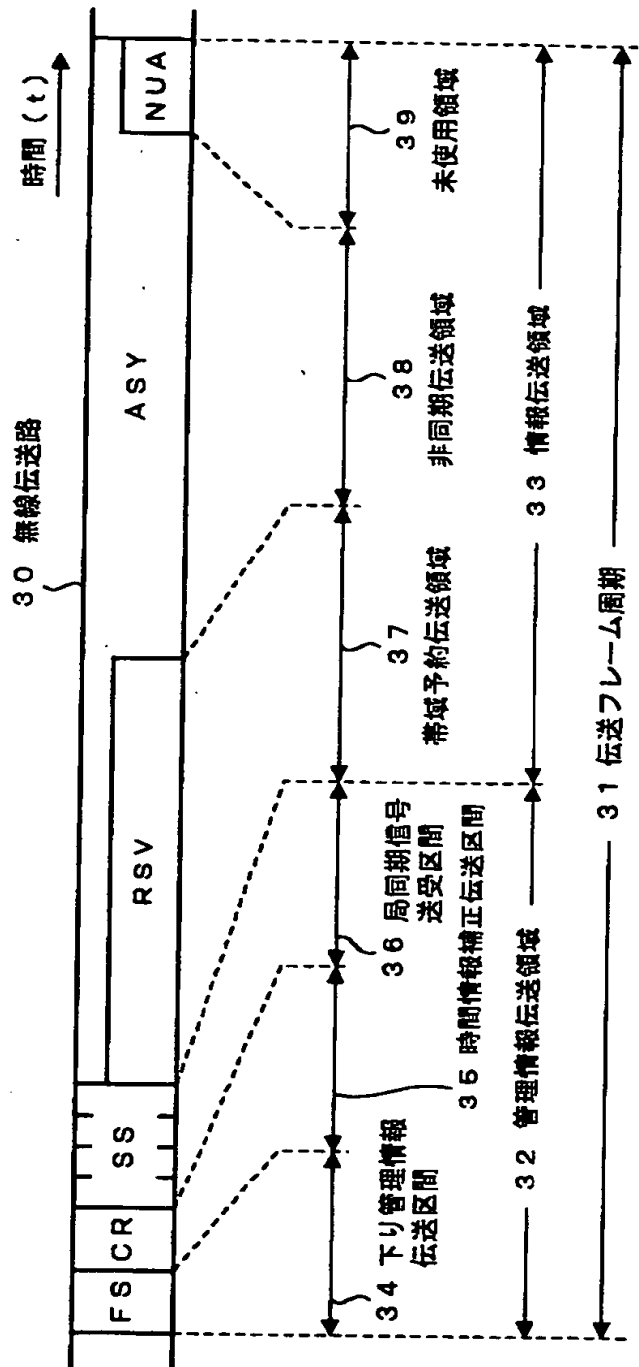 時間(t)
30 無線伝送路
FS
CR
SS
RSV
ASY
NUA
34 下り管理情報
伝送区間
35 時間情報補正伝送区間
36 局同期信号
送受区間
37
帯域予約伝送領域
38
非同期伝送領域
39
未使用領域
32 管理情報伝送領域
33 情報伝送領域
31 伝送フレーム周期